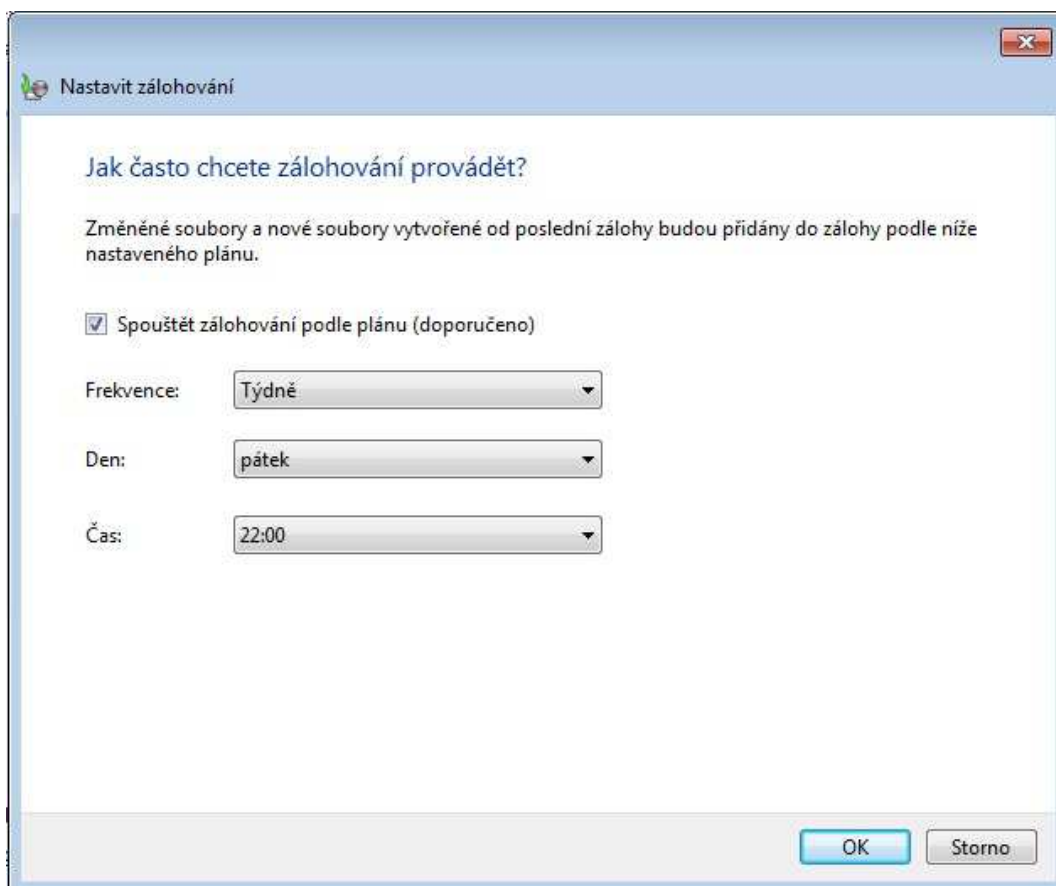 Nastavit zálohování
Jak často chcete zálohování provádět?
Změněné soubory a nové soubory vytvořené od poslední zálohy budou přidány do zálohy podle níže
nastaveného plánu.
Spouštět zálohování podle plánu (doporučeno)
Frekvence: Týdně
Den: pátek
Čas: 22:00
OK Storno